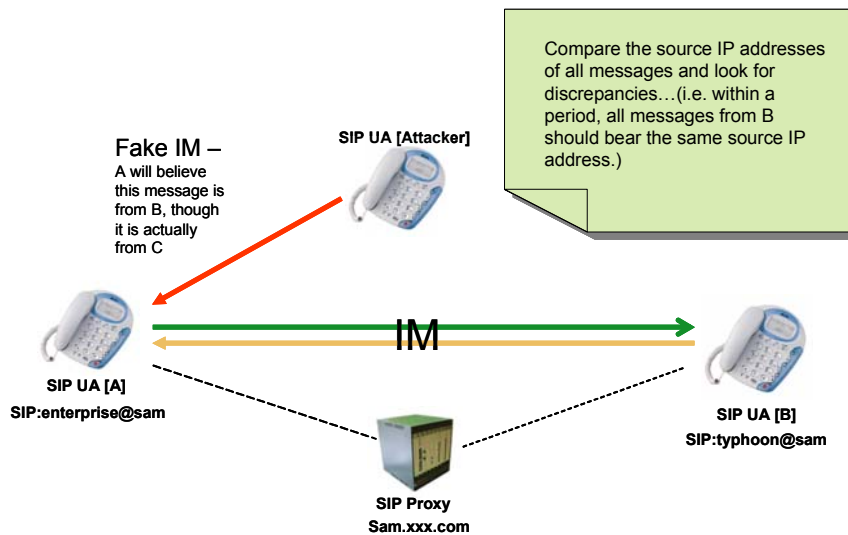 Compare the source IP addresses
of all messages and look for
discrepancies…(i.e. within a
period, all messages from B
should bear the same source IP
address.)
SIP UA [Attacker]
Fake IM –
A will believe
this message is
from B, though
it is actually
from C
IM
SIP UA [A]
SIP:enterprise@sam
SIP UA [B]
SIP:typhoon@sam
SIP Proxy
Sam.xxx.com